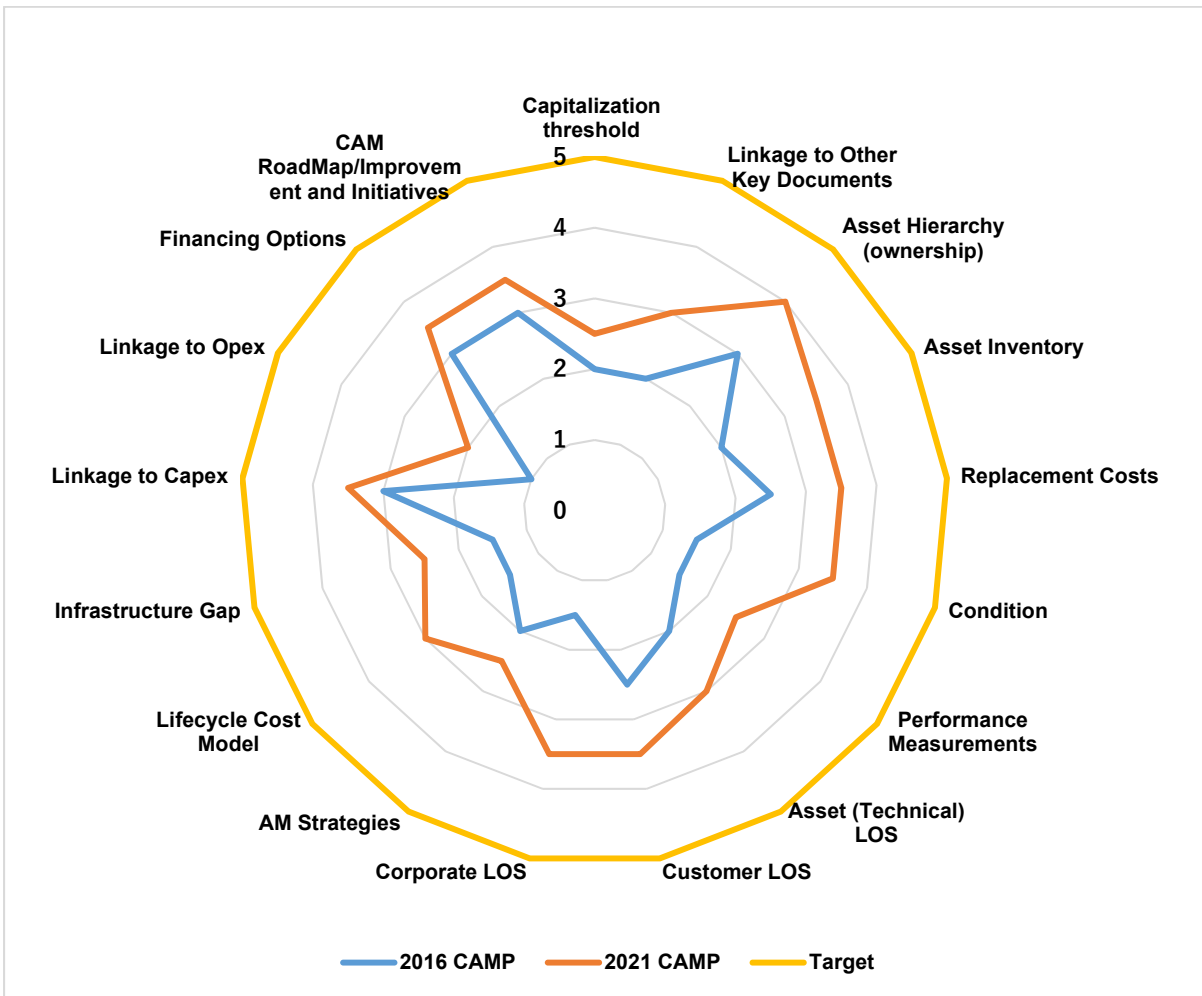 Capitalization
threshold
CAM
RoadMap/Improvem
ent and Initiatives
Linkage to Other
Key Documents
Financing Options
Asset Hierarchy
(ownership)
Linkage to Opex
Asset Inventory
Linkage to Capex
Replacement Costs
Infrastructure Gap
Condition
Lifecycle Cost
Model
Performance
Measurements
AM Strategies
Asset (Technical)
LOS
Corporate LOS
Customer LOS
5
4
3
2
1
0
2016 CAMP
2021 CAMP
Target